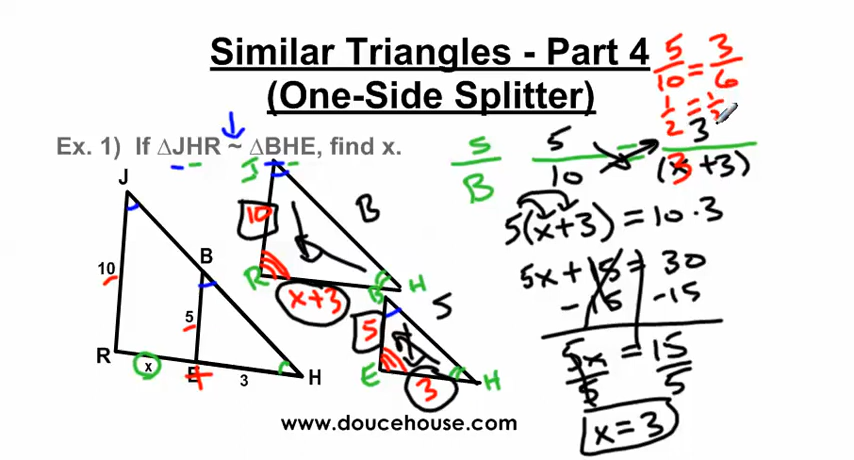 Similar Triangles - Part 4
(One-Side Splitter)
5/10 = 3/6
1/2 = 1/2
Ex. 1) If ΔJHR ~ ΔBHE, find x.
S/B
5/10 = 3/(x +3)
3
5(x+3) = 10·3
5x + 15 = 30
-15 -15
5x/5 = 15/5
x=3
J
B
10
5
R
x
E
3
H
J
B
10
R
x+3
H
B
S
5
E
3
H
www.doucehouse.com